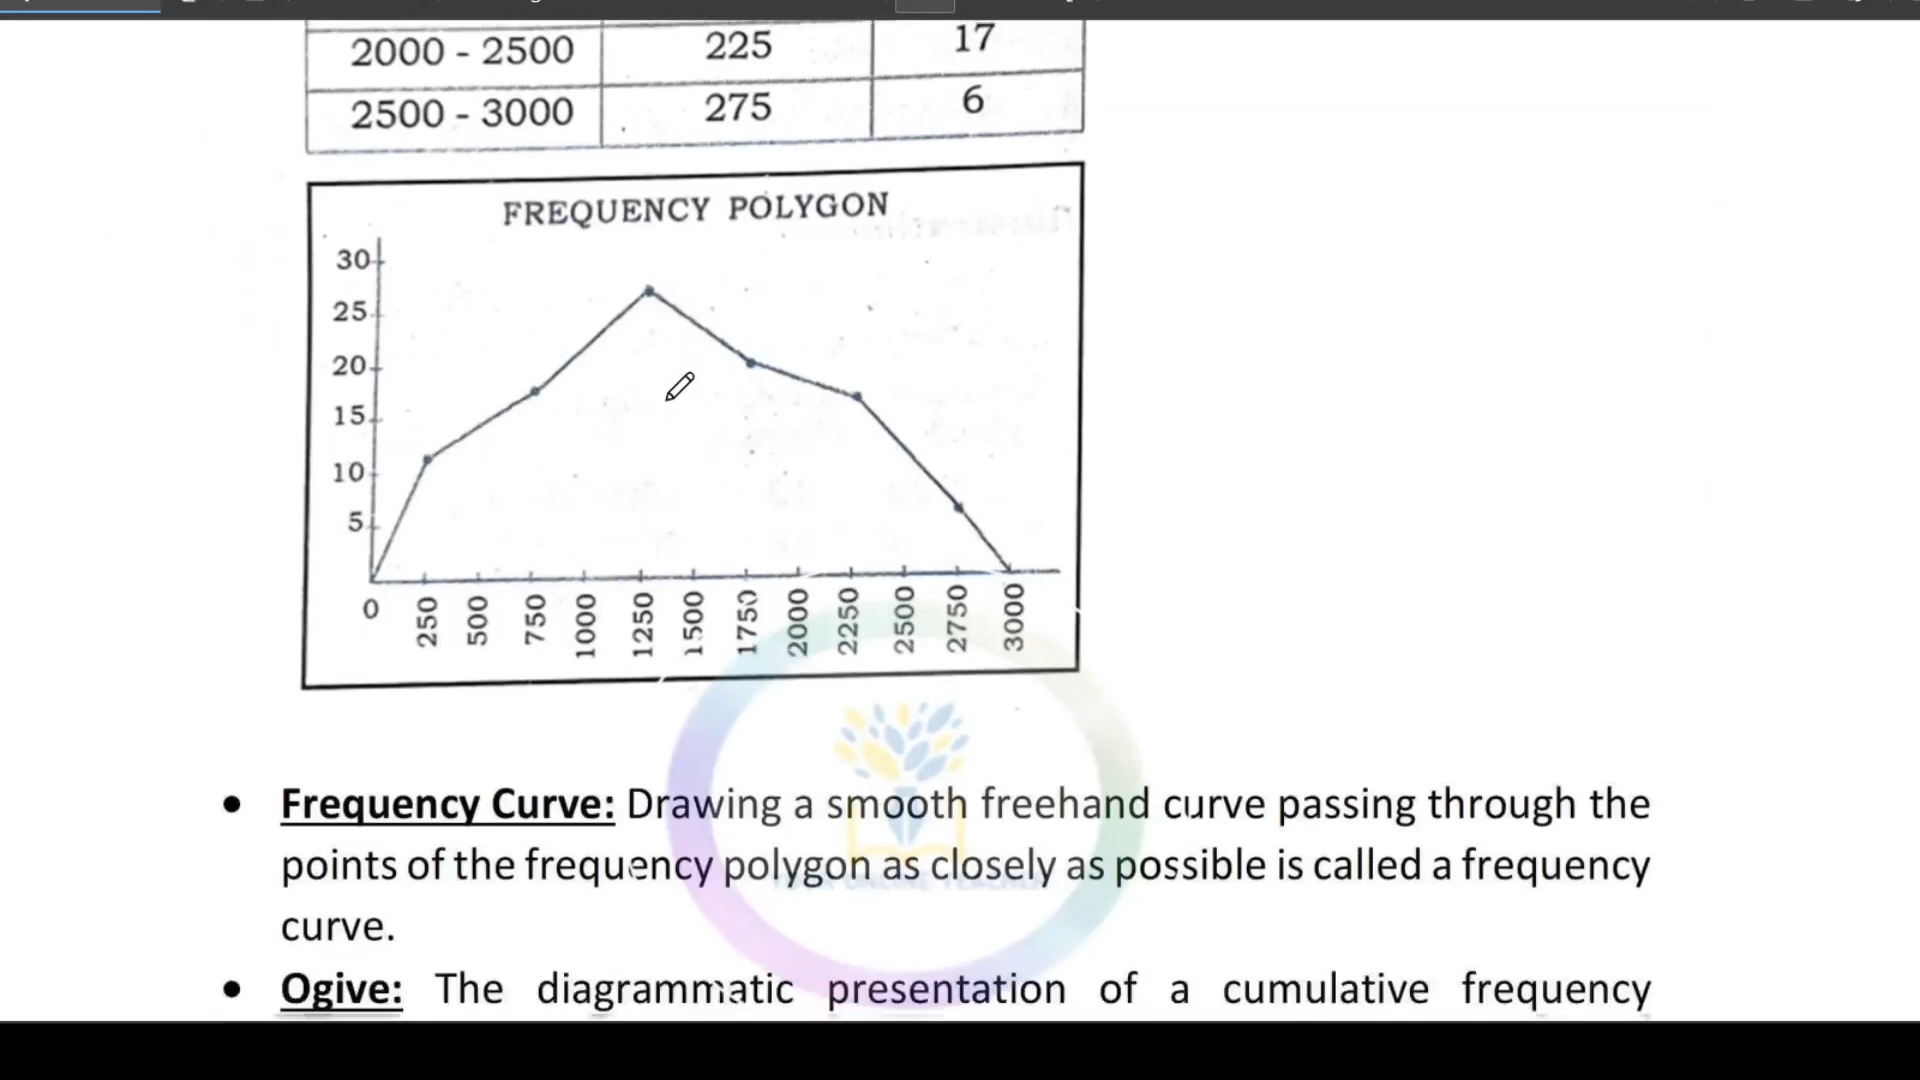 2000 - 2500 225 17
2500 - 3000 275 6
FREQUENCY POLYGON
30
25
20
15
10
5
0 250 500 750 1000 1250 1500 1750 2000 2250 2500 2750 3000
• Frequency Curve: Drawing a smooth freehand curve passing through the
points of the frequency polygon as closely as possible is called a frequency
curve.
• Ogive: The diagrammatic presentation of a cumulative frequency